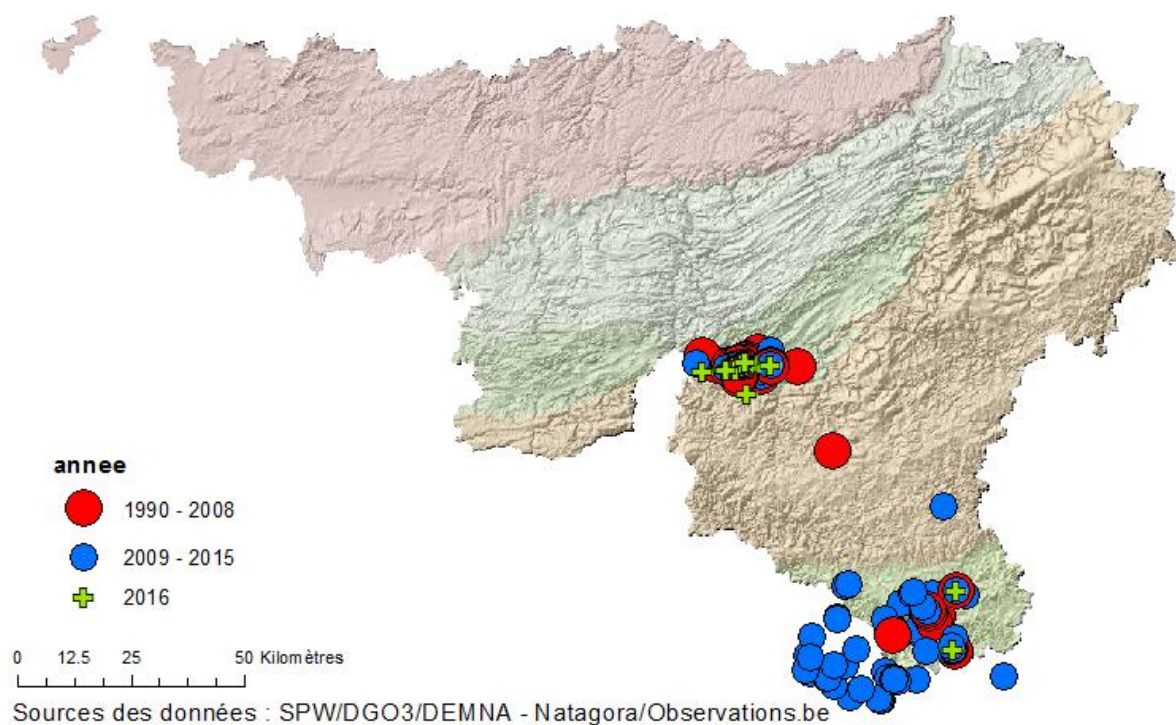 annee
1990 - 2008
2009 - 2015
2016
0 12.5 25 50 Kilomètres
Sources des données : SPW/DGO3/DEMNA - Natagora/Observations.be